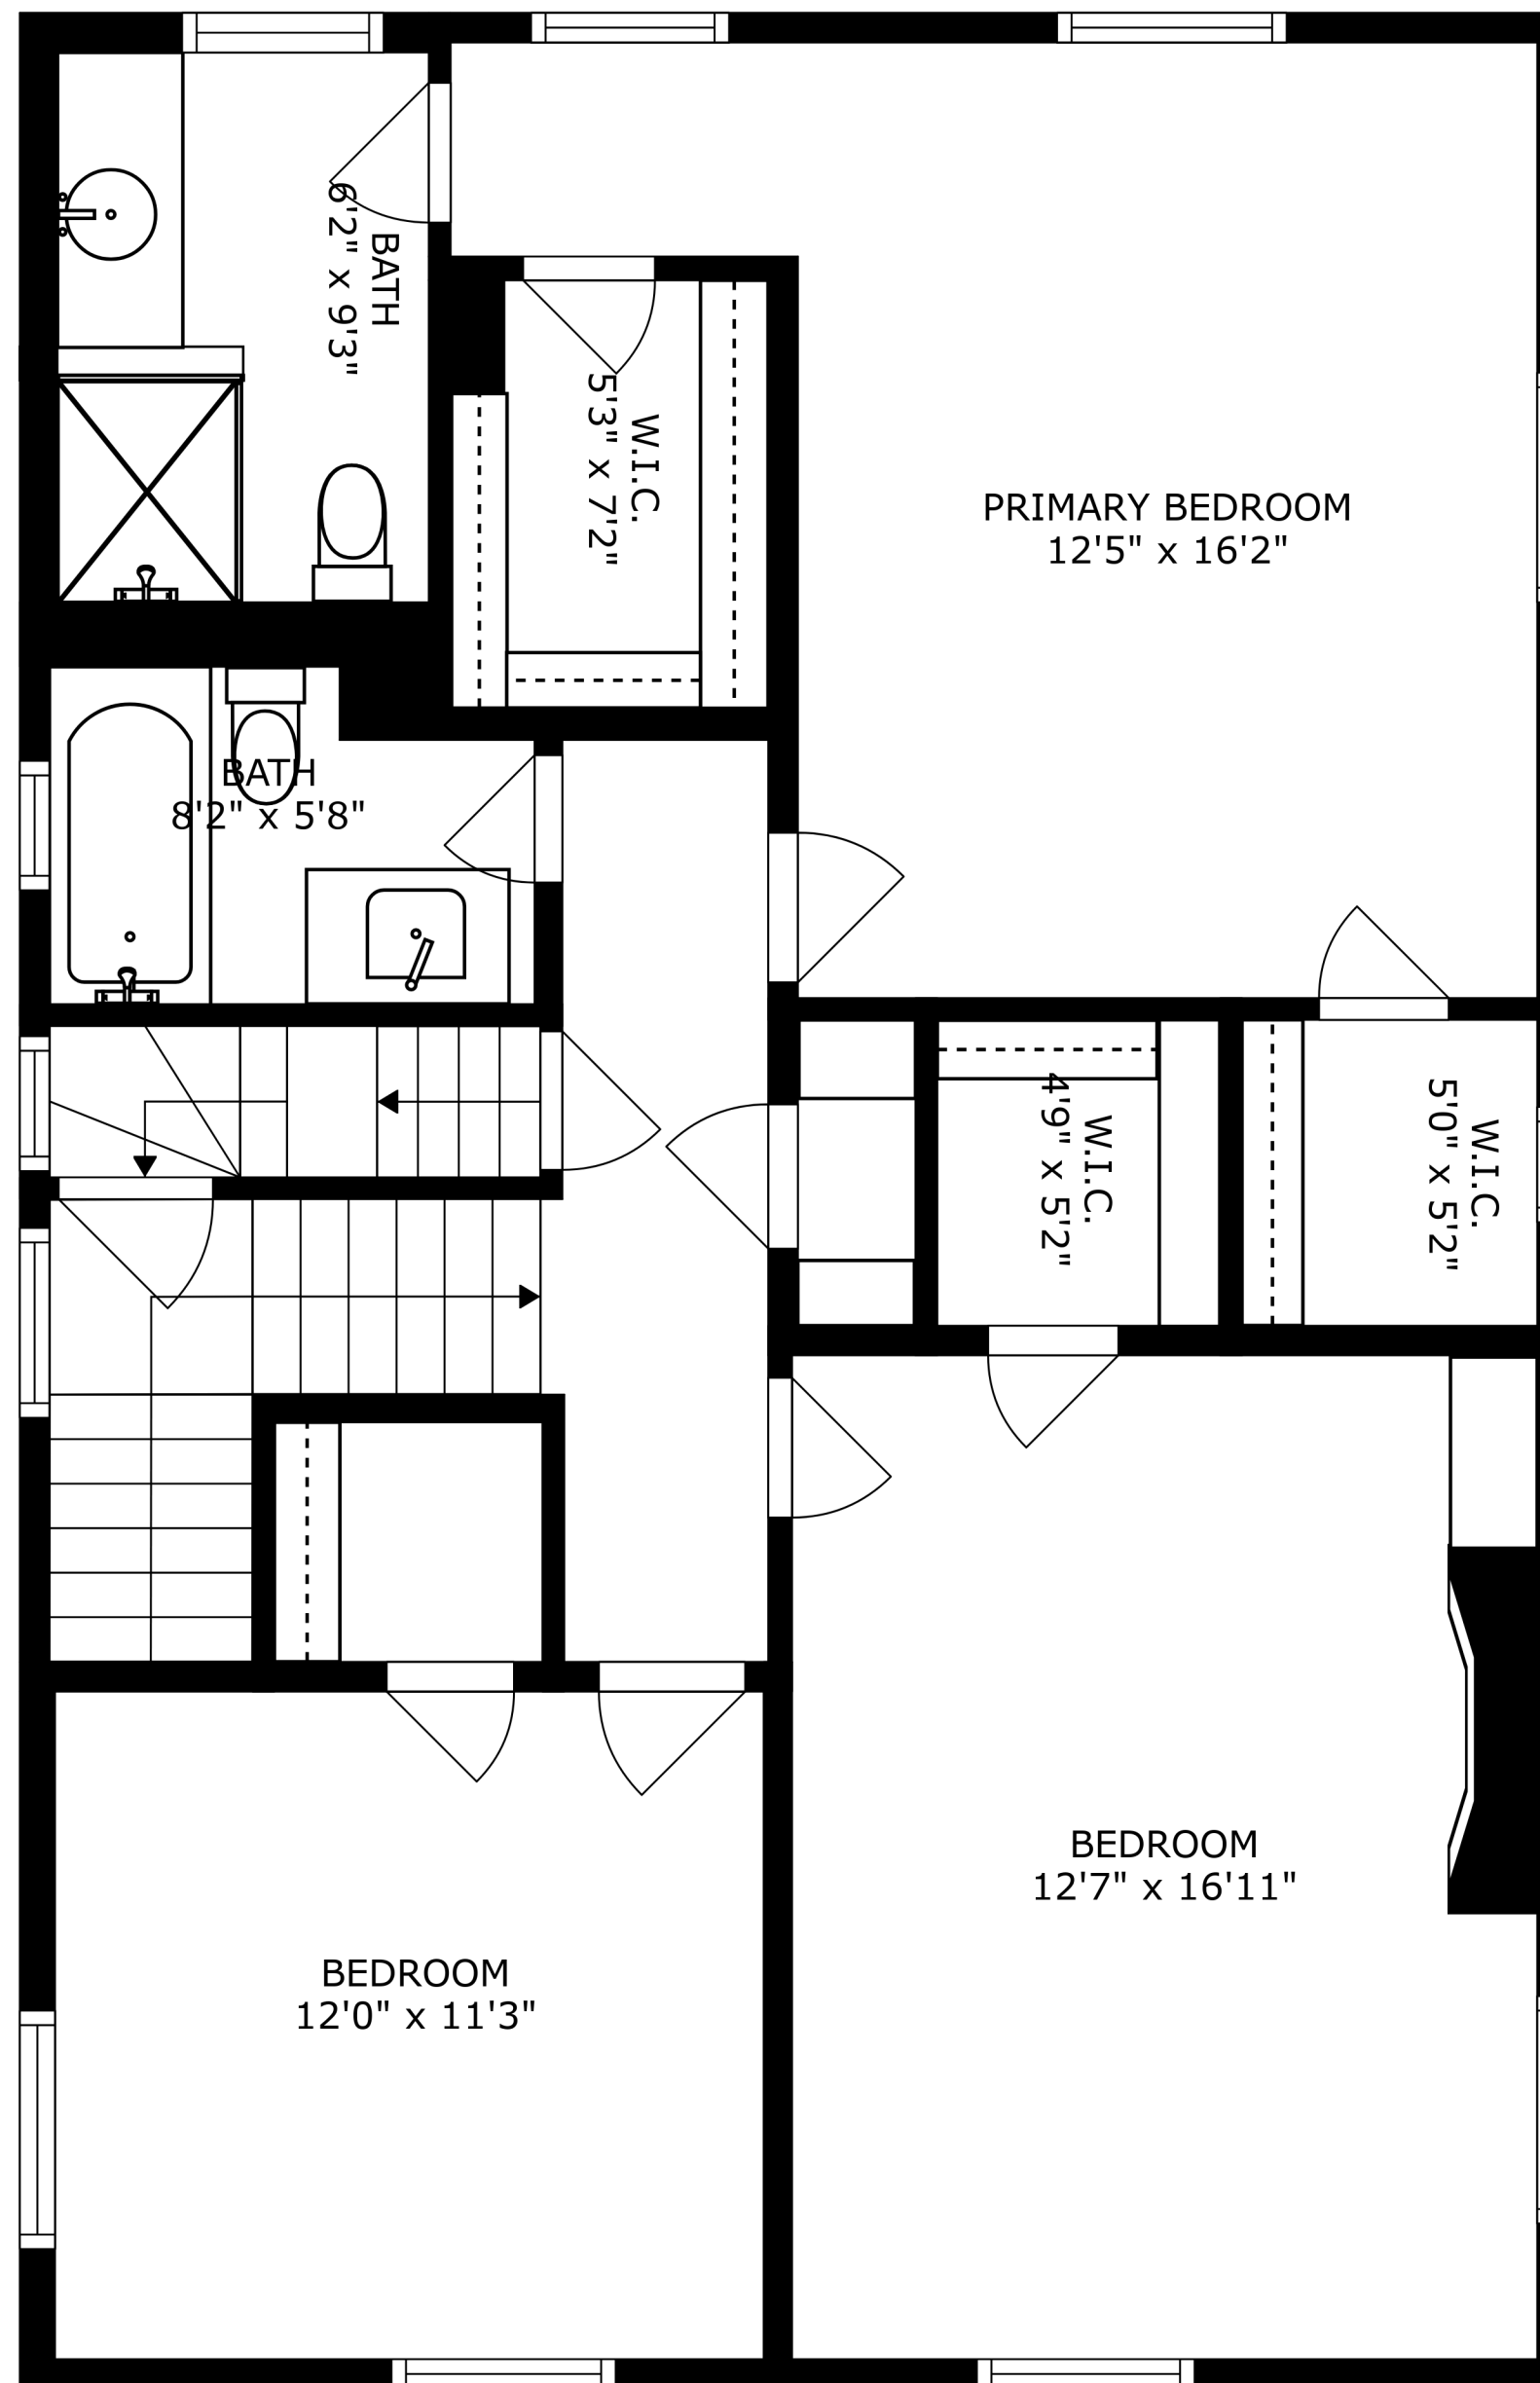 BATH
6'2" x 9'3"
W.I.C.
5'3" x 7'2"
PRIMARY BEDROOM
12'5" x 16'2"
BATH
8'2" x 5'8"
W.I.C.
4'9" x 5'2"
W.I.C.
5'0" x 5'2"
BEDROOM
12'7" x 16'11"
BEDROOM
12'0" x 11'3"